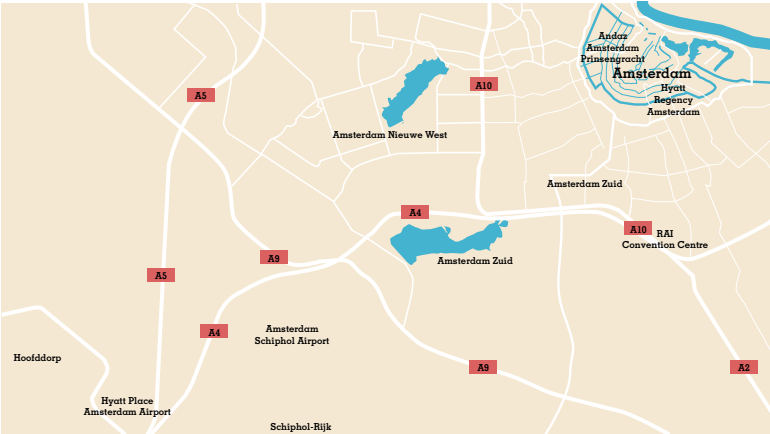 Andaz
Amsterdam
Prinsengracht
Amsterdam
A10
Hyatt
Regency
Amsterdam
A5
Amsterdam Nieuwe West
Amsterdam Zuid
A4
A10
RAI
Convention Centre
A9
Amsterdam Zuid
A5
A4
Amsterdam
Schiphol Airport
Hoofddorp
A9
A2
Hyatt Place
Amsterdam Airport
Schiphol-Rijk